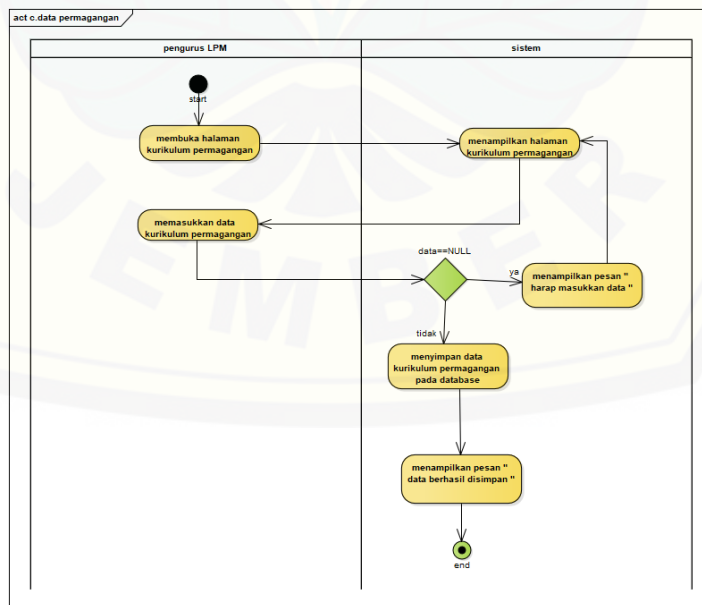 act c.data permagangan
pengurus LPM
sistem
start
membuka halaman
kurikulum permagangan
menampilkan halaman
kurikulum permagangan
memasukkan data
kurikulum permagangan
data==NULL
ya
menampilkan pesan "
harap masukkan data "
tidak
menyimpan data
kurikulum permagangan
pada database
menampilkan pesan "
data berhasil disimpan "
end
JEMBER